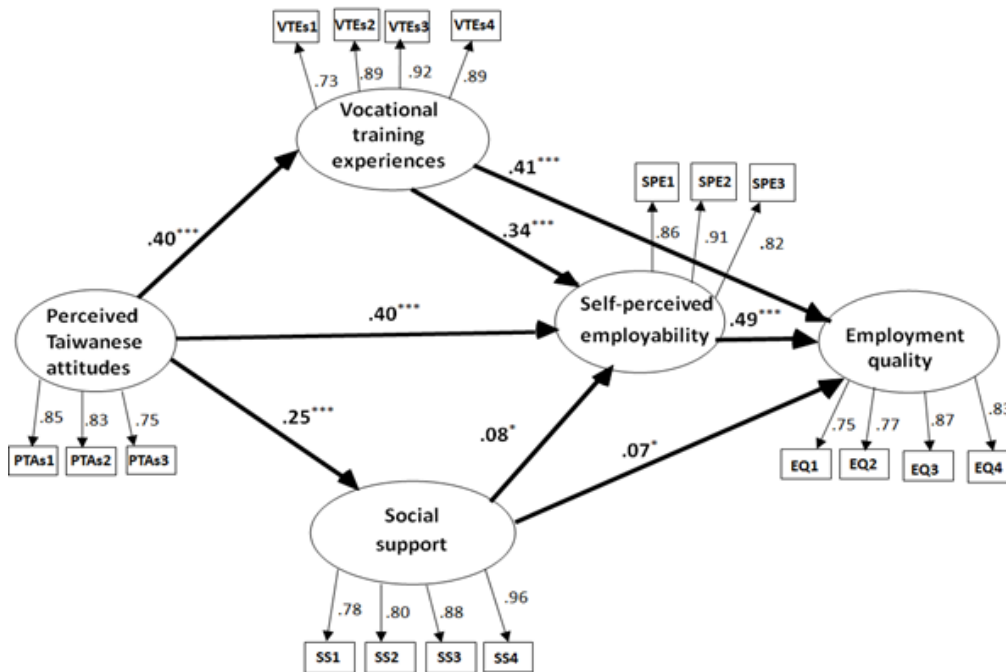 VTEs1 VTEs2 VTEs3 VTEs4
.73 .89 .92 .89
Vocational
training
experiences
.41***
SPE1 SPE2 SPE3
.86 .91 .82
.34***
.40***
Perceived
Taiwanese
attitudes
.40***
Self-perceived
employability
.49***
Employment
quality
.85 .83 .75
PTAs1 PTAs2 PTAs3
.25***
.08*
.07*
.75 .77 .87 .83
EQ1 EQ2 EQ3 EQ4
Social
support
.78 .80 .88 .96
SS1 SS2 SS3 SS4